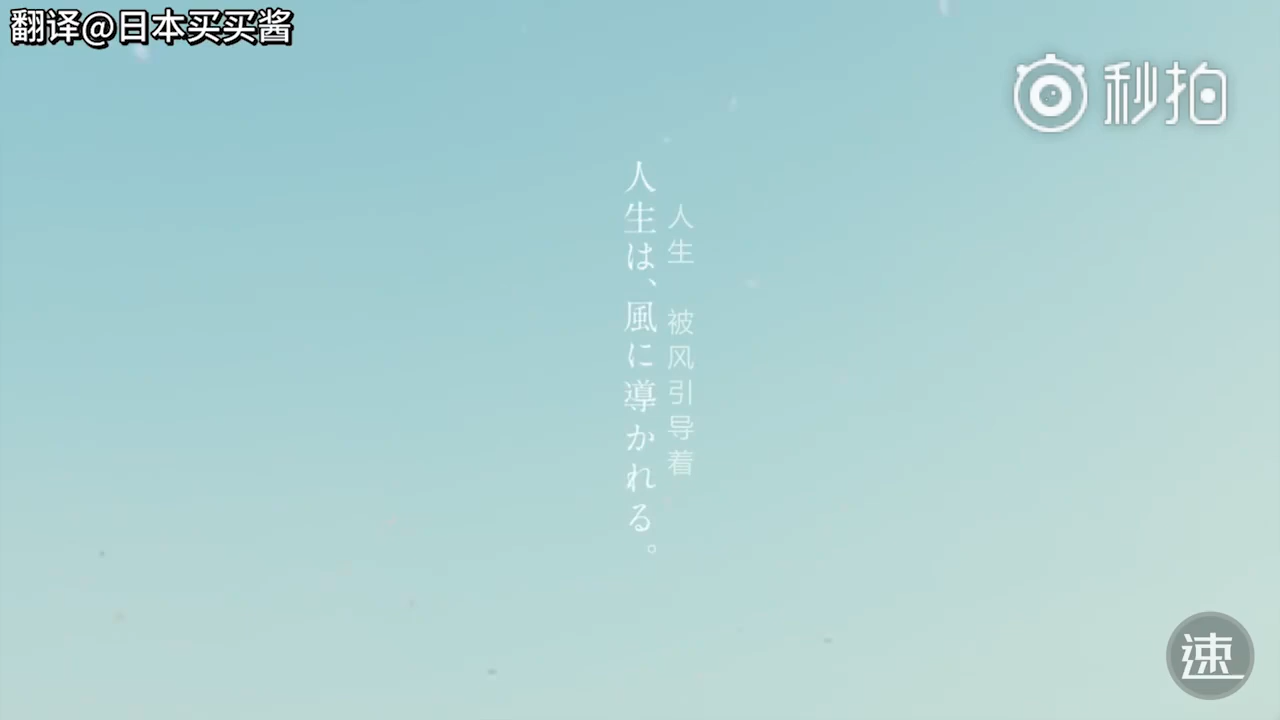 翻译@日本买买酱
秒拍
人生 被风引导着
人生は、風に導かれる。
速